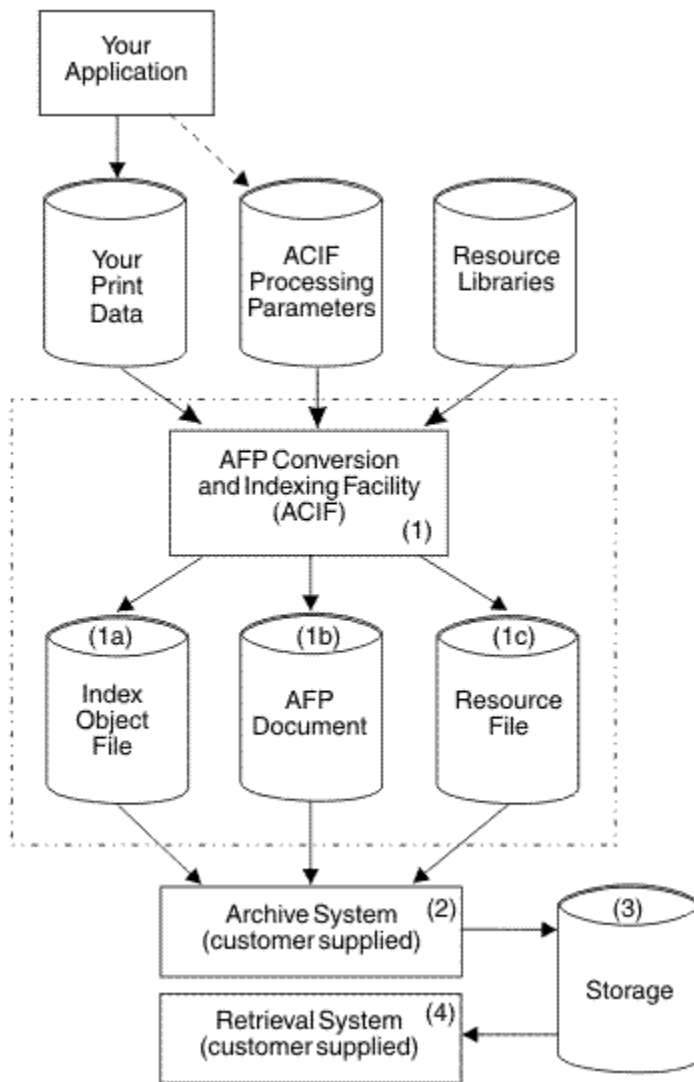 Your
Application
Your
Print
Data
ACIF
Processing
Parameters
Resource
Libraries
AFP Conversion
and Indexing Facility
(ACIF)
(1)
(1a)
Index
Object
File
(1b)
AFP
Document
(1c)
Resource
File
Archive System
(customer supplied)
(2)
(3)
Storage
Retrieval System
(customer supplied)
(4)